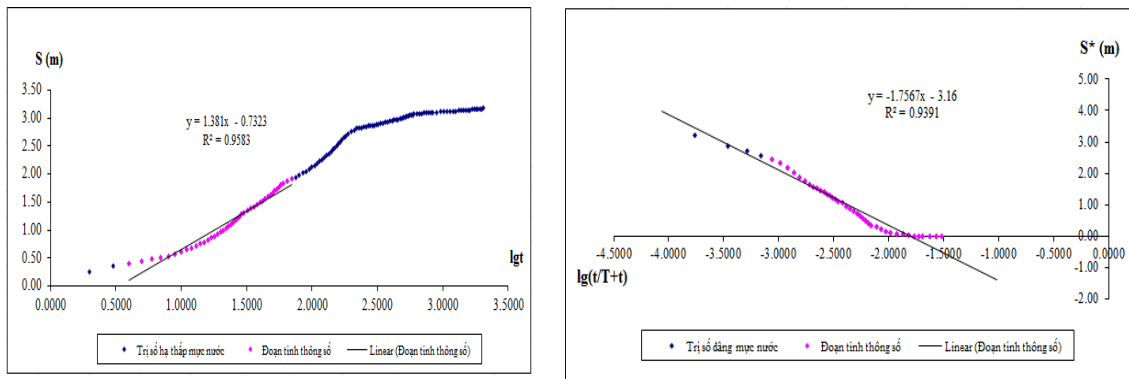 S (m)
3.50
3.00
2.50
2.00
1.50
1.00
0.50
0.00
y = 1.381x - 0.7323
R² = 0.9583
lgt
0.0000 0.5000 1.0000 1.5000 2.0000 2.5000 3.0000 3.5000
Trị số hạ thấp mực nước Đoạn tính thông số Linear (Đoạn tính thông số)
S* (m)
5.00
4.00
3.00
2.00
1.00
0.00
-1.00
-2.00
y = -1.7567x - 3.16
R² = 0.9391
-4.5000 -4.0000 -3.5000 -3.0000 -2.5000 -2.0000 -1.5000 -1.0000 -0.5000 0.0000
lg(t/T+t)
Trị số dâng mực nước Đoạn tính thông số Linear (Đoạn tính thông số)